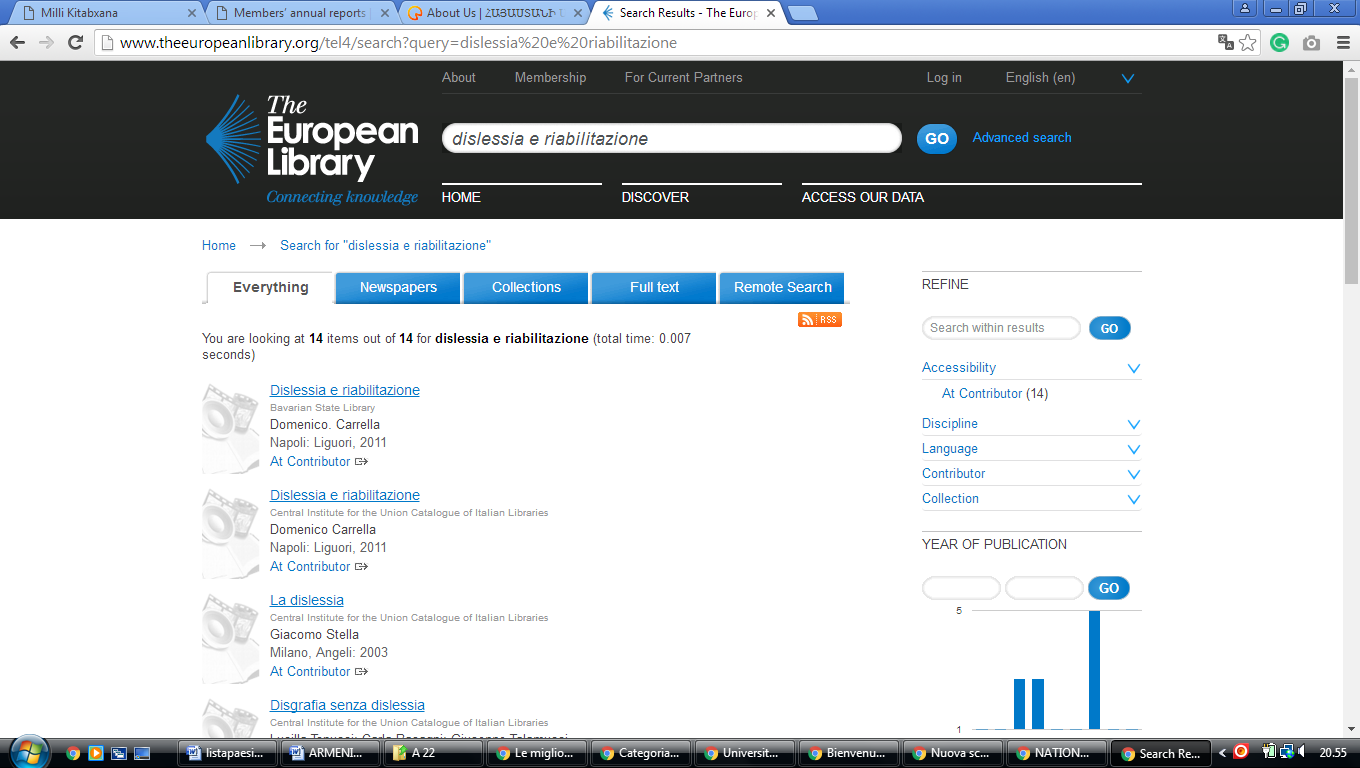 Milli Kitabxana
Members' annual reports
About Us | ՀԱՅԱՍՏԱՆԻ
Search Results - The Euro
www.theeuropeanlibrary.org/tel4/search?query=dislessia%20e%20riabilitazione
About Membership For Current Partners Log in English (en)
The
European
Library
Connecting knowledge
dislessia e riabilitazione GO Advanced search
HOME DISCOVER ACCESS OUR DATA
Home → Search for "dislessia e riabilitazione"
Everything Newspapers Collections Full text Remote Search
RSS
You are looking at 14 items out of 14 for dislessia e riabilitazione (total time: 0.007
seconds)
Dislessia e riabilitazione
Bavarian State Library
Domenico. Carrella
Napoli: Liguori, 2011
At Contributor
Dislessia e riabilitazione
Central Institute for the Union Catalogue of Italian Libraries
Domenico Carrella
Napoli: Liguori, 2011
At Contributor
La dislessia
Central Institute for the Union Catalogue of Italian Libraries
Giacomo Stella
Milano, Angeli: 2003
At Contributor
Disgrafia senza dislessia
Central Institute for the Union Catalogue of Italian Libraries
REFINE
Search within results GO
Accessibility
At Contributor (14)
Discipline
Language
Contributor
Collection
YEAR OF PUBLICATION
GO
5
1
listapaesi... ARMENI... A 22 Le miglio... Categoria... Universit... Bienvenu... Nuova sc... NATION... Search Re... 20.55